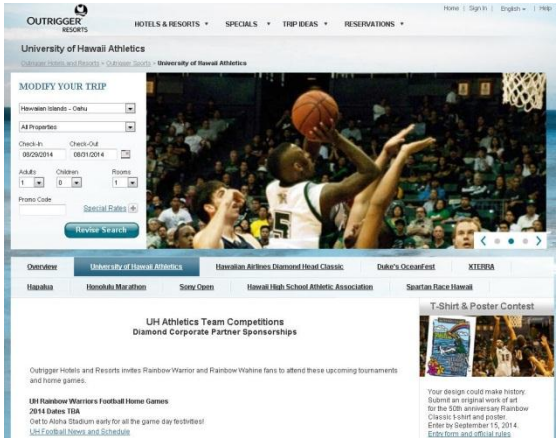 Home | Sign In | English | Help
OUTRIGGER
RESORTS
HOTELS & RESORTS SPECIALS TRIP IDEAS RESERVATIONS
University of Hawaii Athletics
Outrigger Hotels and Resorts > Outrigger Sports > University of Hawaii Athletics
MODIFY YOUR TRIP
Hawaiian Islands - Oahu
All Properties
Check-In Check-Out
08/29/2014 08/31/2014
Adults Children Rooms
1 0 1
Promo Code
Special Rates +
Revise Search
5
Overview University of Hawaii Athletics Hawaiian Airlines Diamond Head Classic Duke's OceanFest XTERRA
Hapalua Honolulu Marathon Sony Open Hawaii High School Athletic Association Spartan Race Hawaii
UH Athletics Team Competitions
Diamond Corporate Partner Sponsorships
Outrigger Hotels and Resorts invites Rainbow Warrior and Rainbow Wahine fans to attend these upcoming tournaments
and home games.
UH Rainbow Warriors Football Home Games
2014 Dates TBA
Get to Aloha Stadium early for all the game day festivities!
UH Football News and Schedule
T-Shirt & Poster Contest
Your design could make history.
Submit an original work of art
for the 50th anniversary Rainbow
Classic t-shirt and poster.
Enter by September 15, 2014.
Entry form and official rules